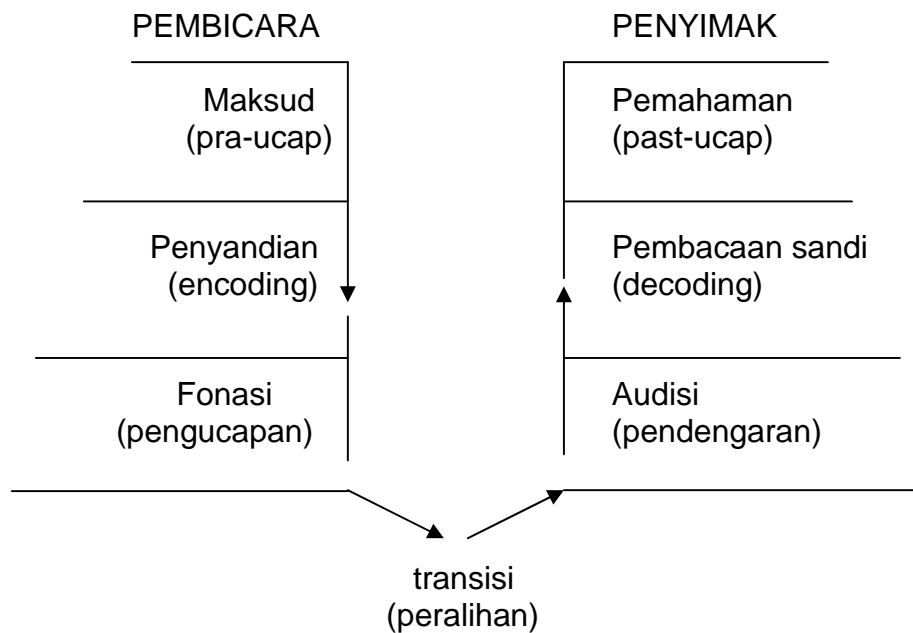 PEMBICARA
Maksud
(pra-ucap)
Penyandian
(encoding)
Fonasi
(pengucapan)
PENYIMAK
Pemahaman
(past-ucap)
Pembacaan sandi
(decoding)
Audisi
(pendengaran)
transisi
(peralihan)